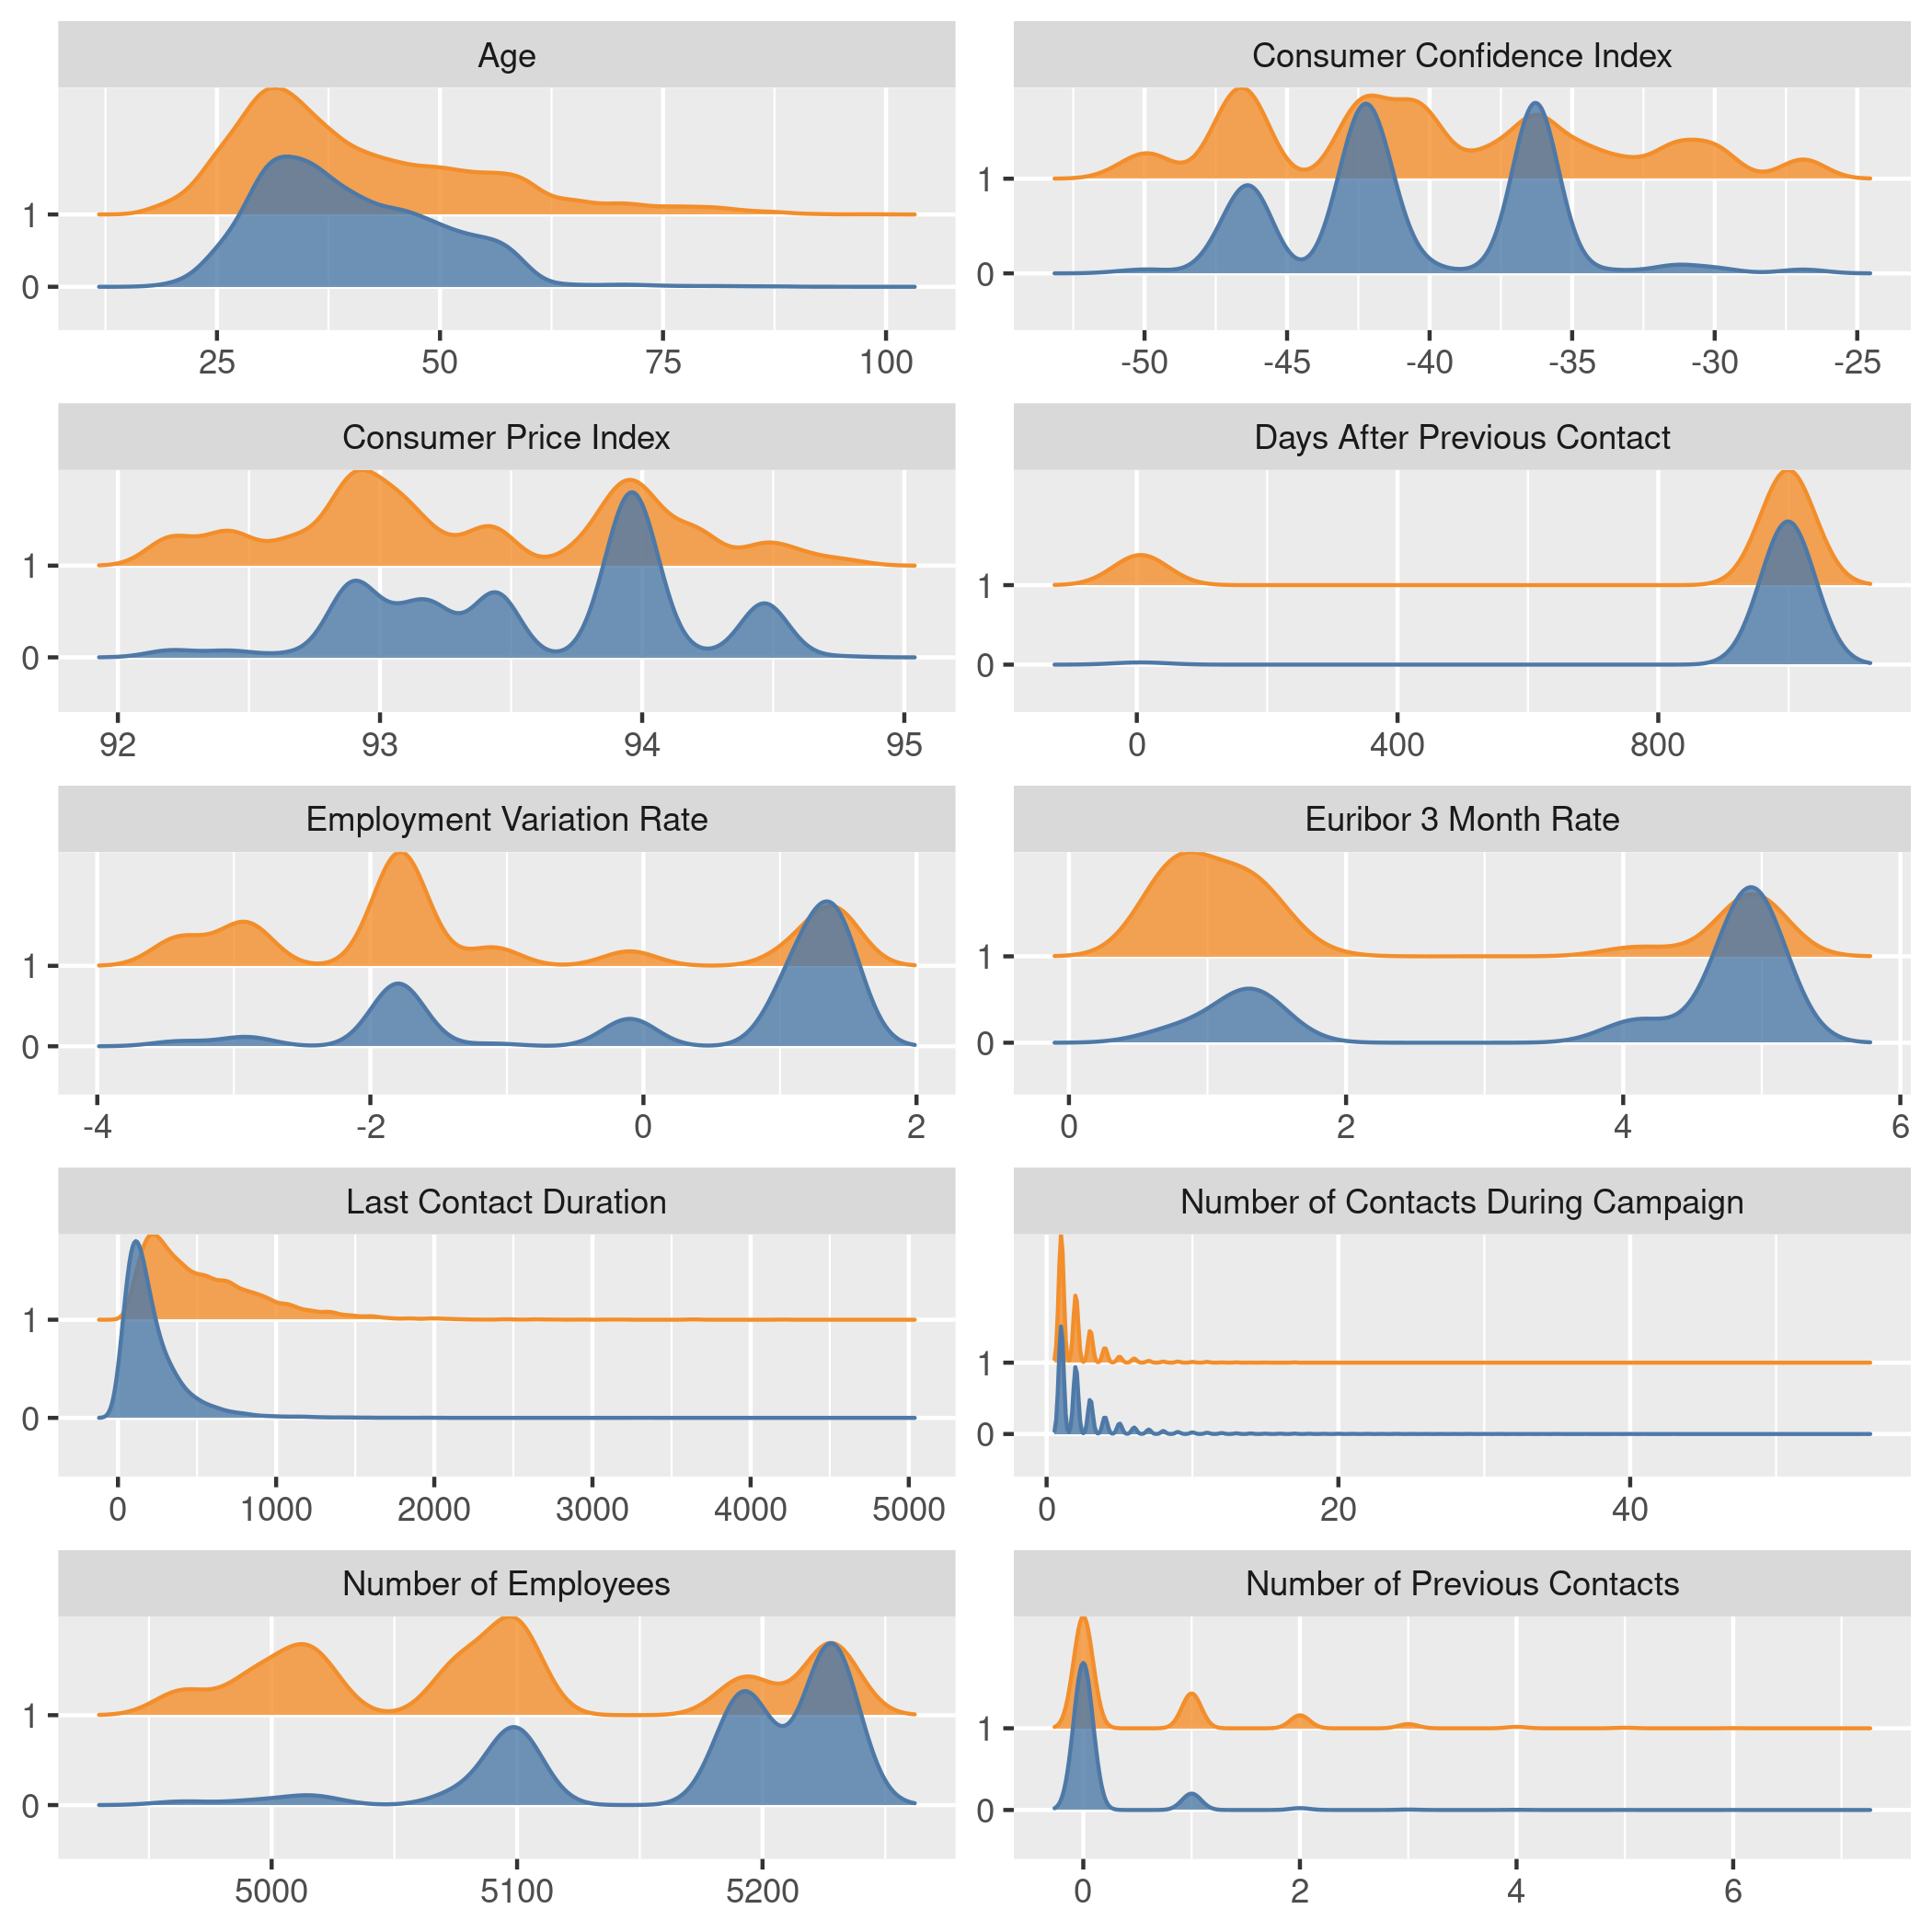 Age
1
0
25 50 75 100
Consumer Confidence Index
1
0
-50 -45 -40 -35 -30 -25
Consumer Price Index
1
0
92 93 94 95
Days After Previous Contact
1
0
0 400 800
Employment Variation Rate
1
0
-4 -2 0 2
Euribor 3 Month Rate
1
0
0 2 4 6
Last Contact Duration
1
0
0 1000 2000 3000 4000 5000
Number of Contacts During Campaign
1
0
0 20 40
Number of Employees
1
0
5000 5100 5200
Number of Previous Contacts
1
0
0 2 4 6